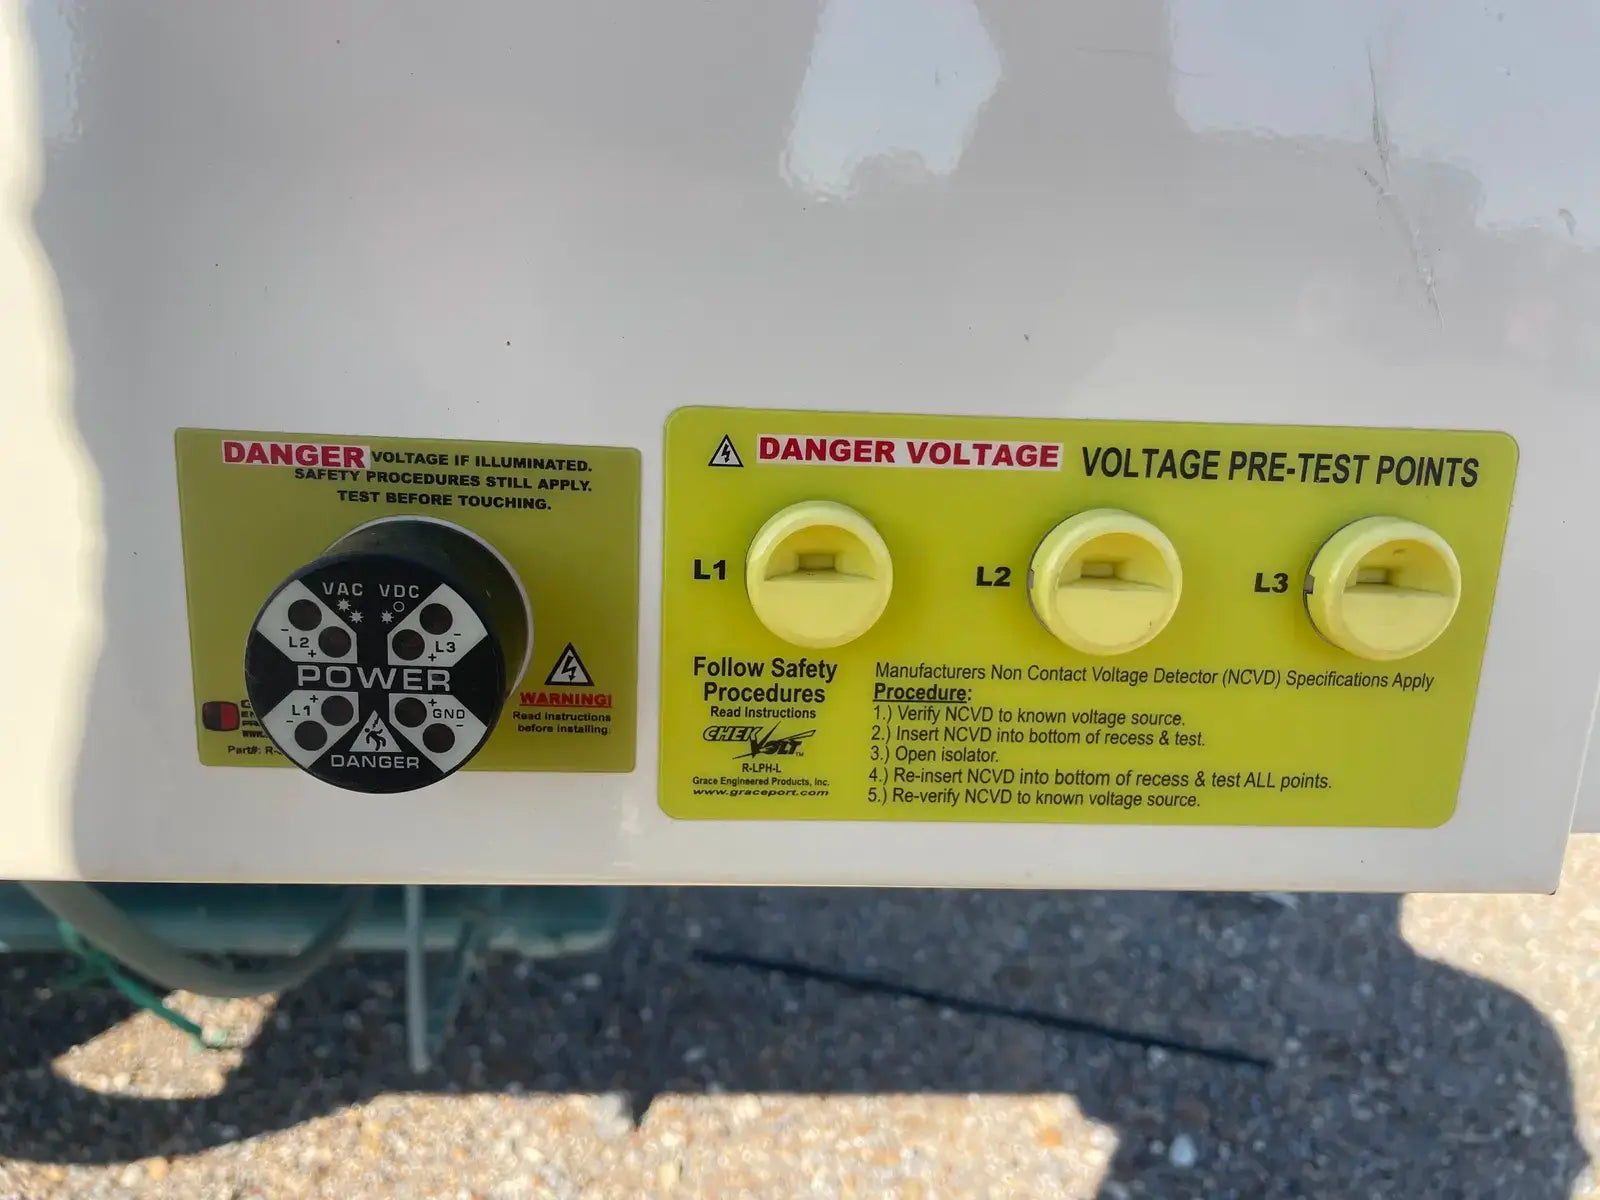 DANGER VOLTAGE IF ILLUMINATED.
SAFETY PROCEDURES STILL APPLY.
TEST BEFORE TOUCHING.
VAC VDC
L2
- +
L3
- +
POWER
L1
+ -
GND
+ -
DANGER
WARNING!
Read instructions
before installing.
Part#: R-
DANGER VOLTAGE VOLTAGE PRE-TEST POINTS
L1
L2
L3
Follow Safety
Procedures
Read Instructions
CHEKVOLT™
R-LPH-L
Grace Engineered Products, Inc.
www.graceport.com
Manufacturers Non Contact Voltage Detector (NCVD) Specifications Apply
Procedure:
1.) Verify NCVD to known voltage source.
2.) Insert NCVD into bottom of recess & test.
3.) Open isolator.
4.) Re-insert NCVD into bottom of recess & test ALL points.
5.) Re-verify NCVD to known voltage source.